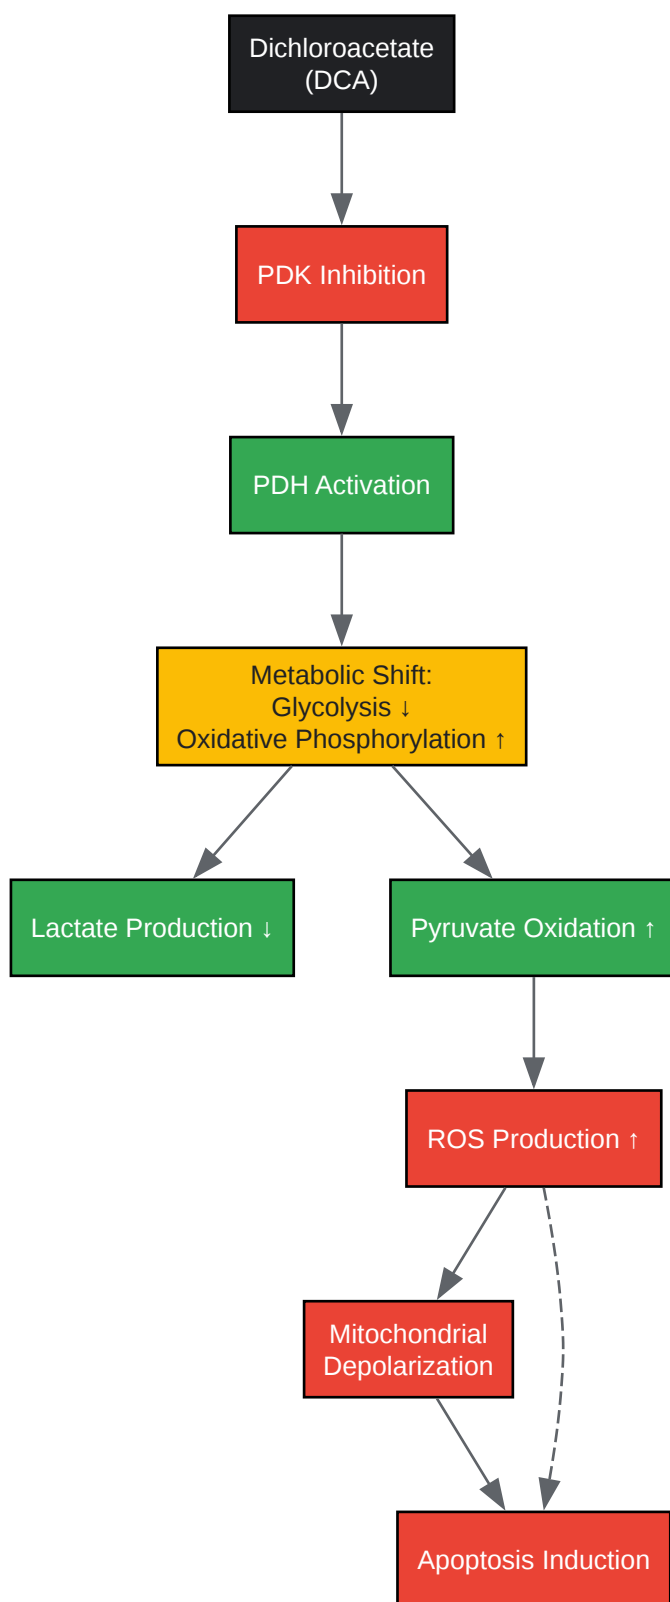 Dichloroacetate
(DCA)
PDK Inhibition
PDH Activation
Metabolic Shift:
Glycolysis ↓
Oxidative Phosphorylation ↑
Lactate Production ↓
Pyruvate Oxidation ↑
ROS Production ↑
Mitochondrial
Depolarization
Apoptosis Induction